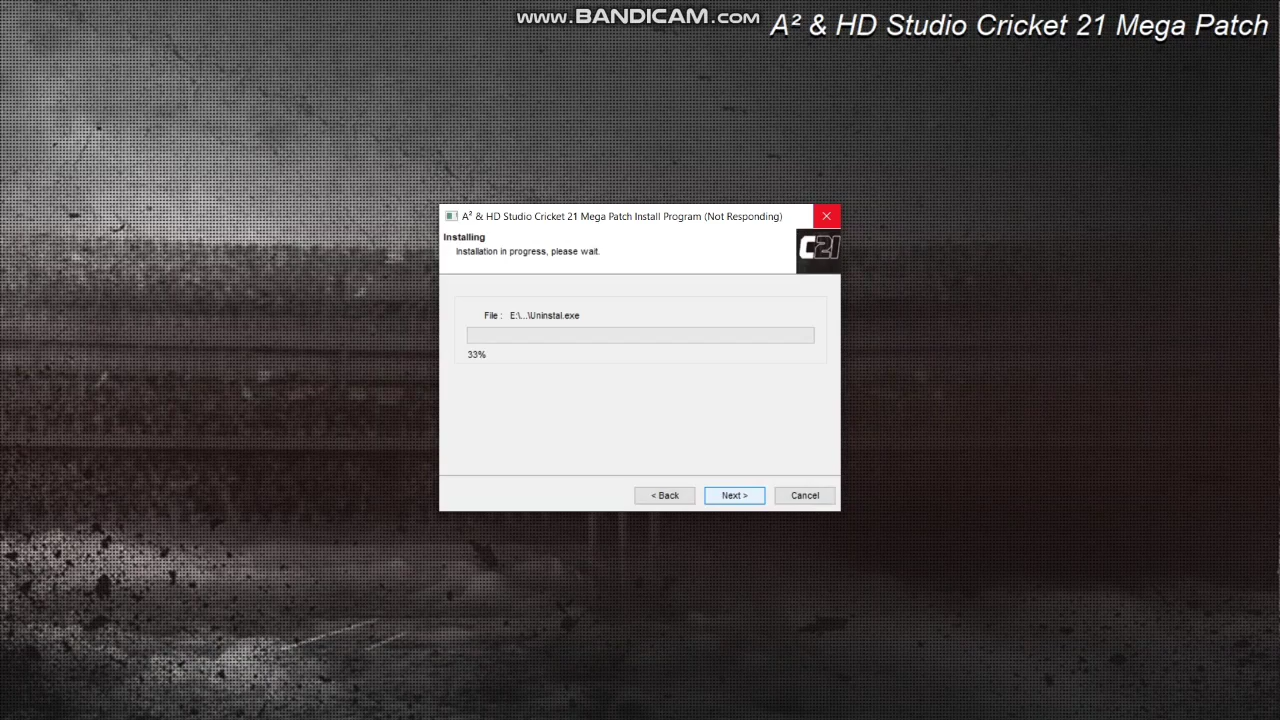 www.BANDICAM.com
A² & HD Studio Cricket 21 Mega Patch
A² & HD Studio Cricket 21 Mega Patch Install Program (Not Responding)
Installing
Installation in progress, please wait.
C21
File : E:\...\Uninstal.exe
33%
< Back Next > Cancel